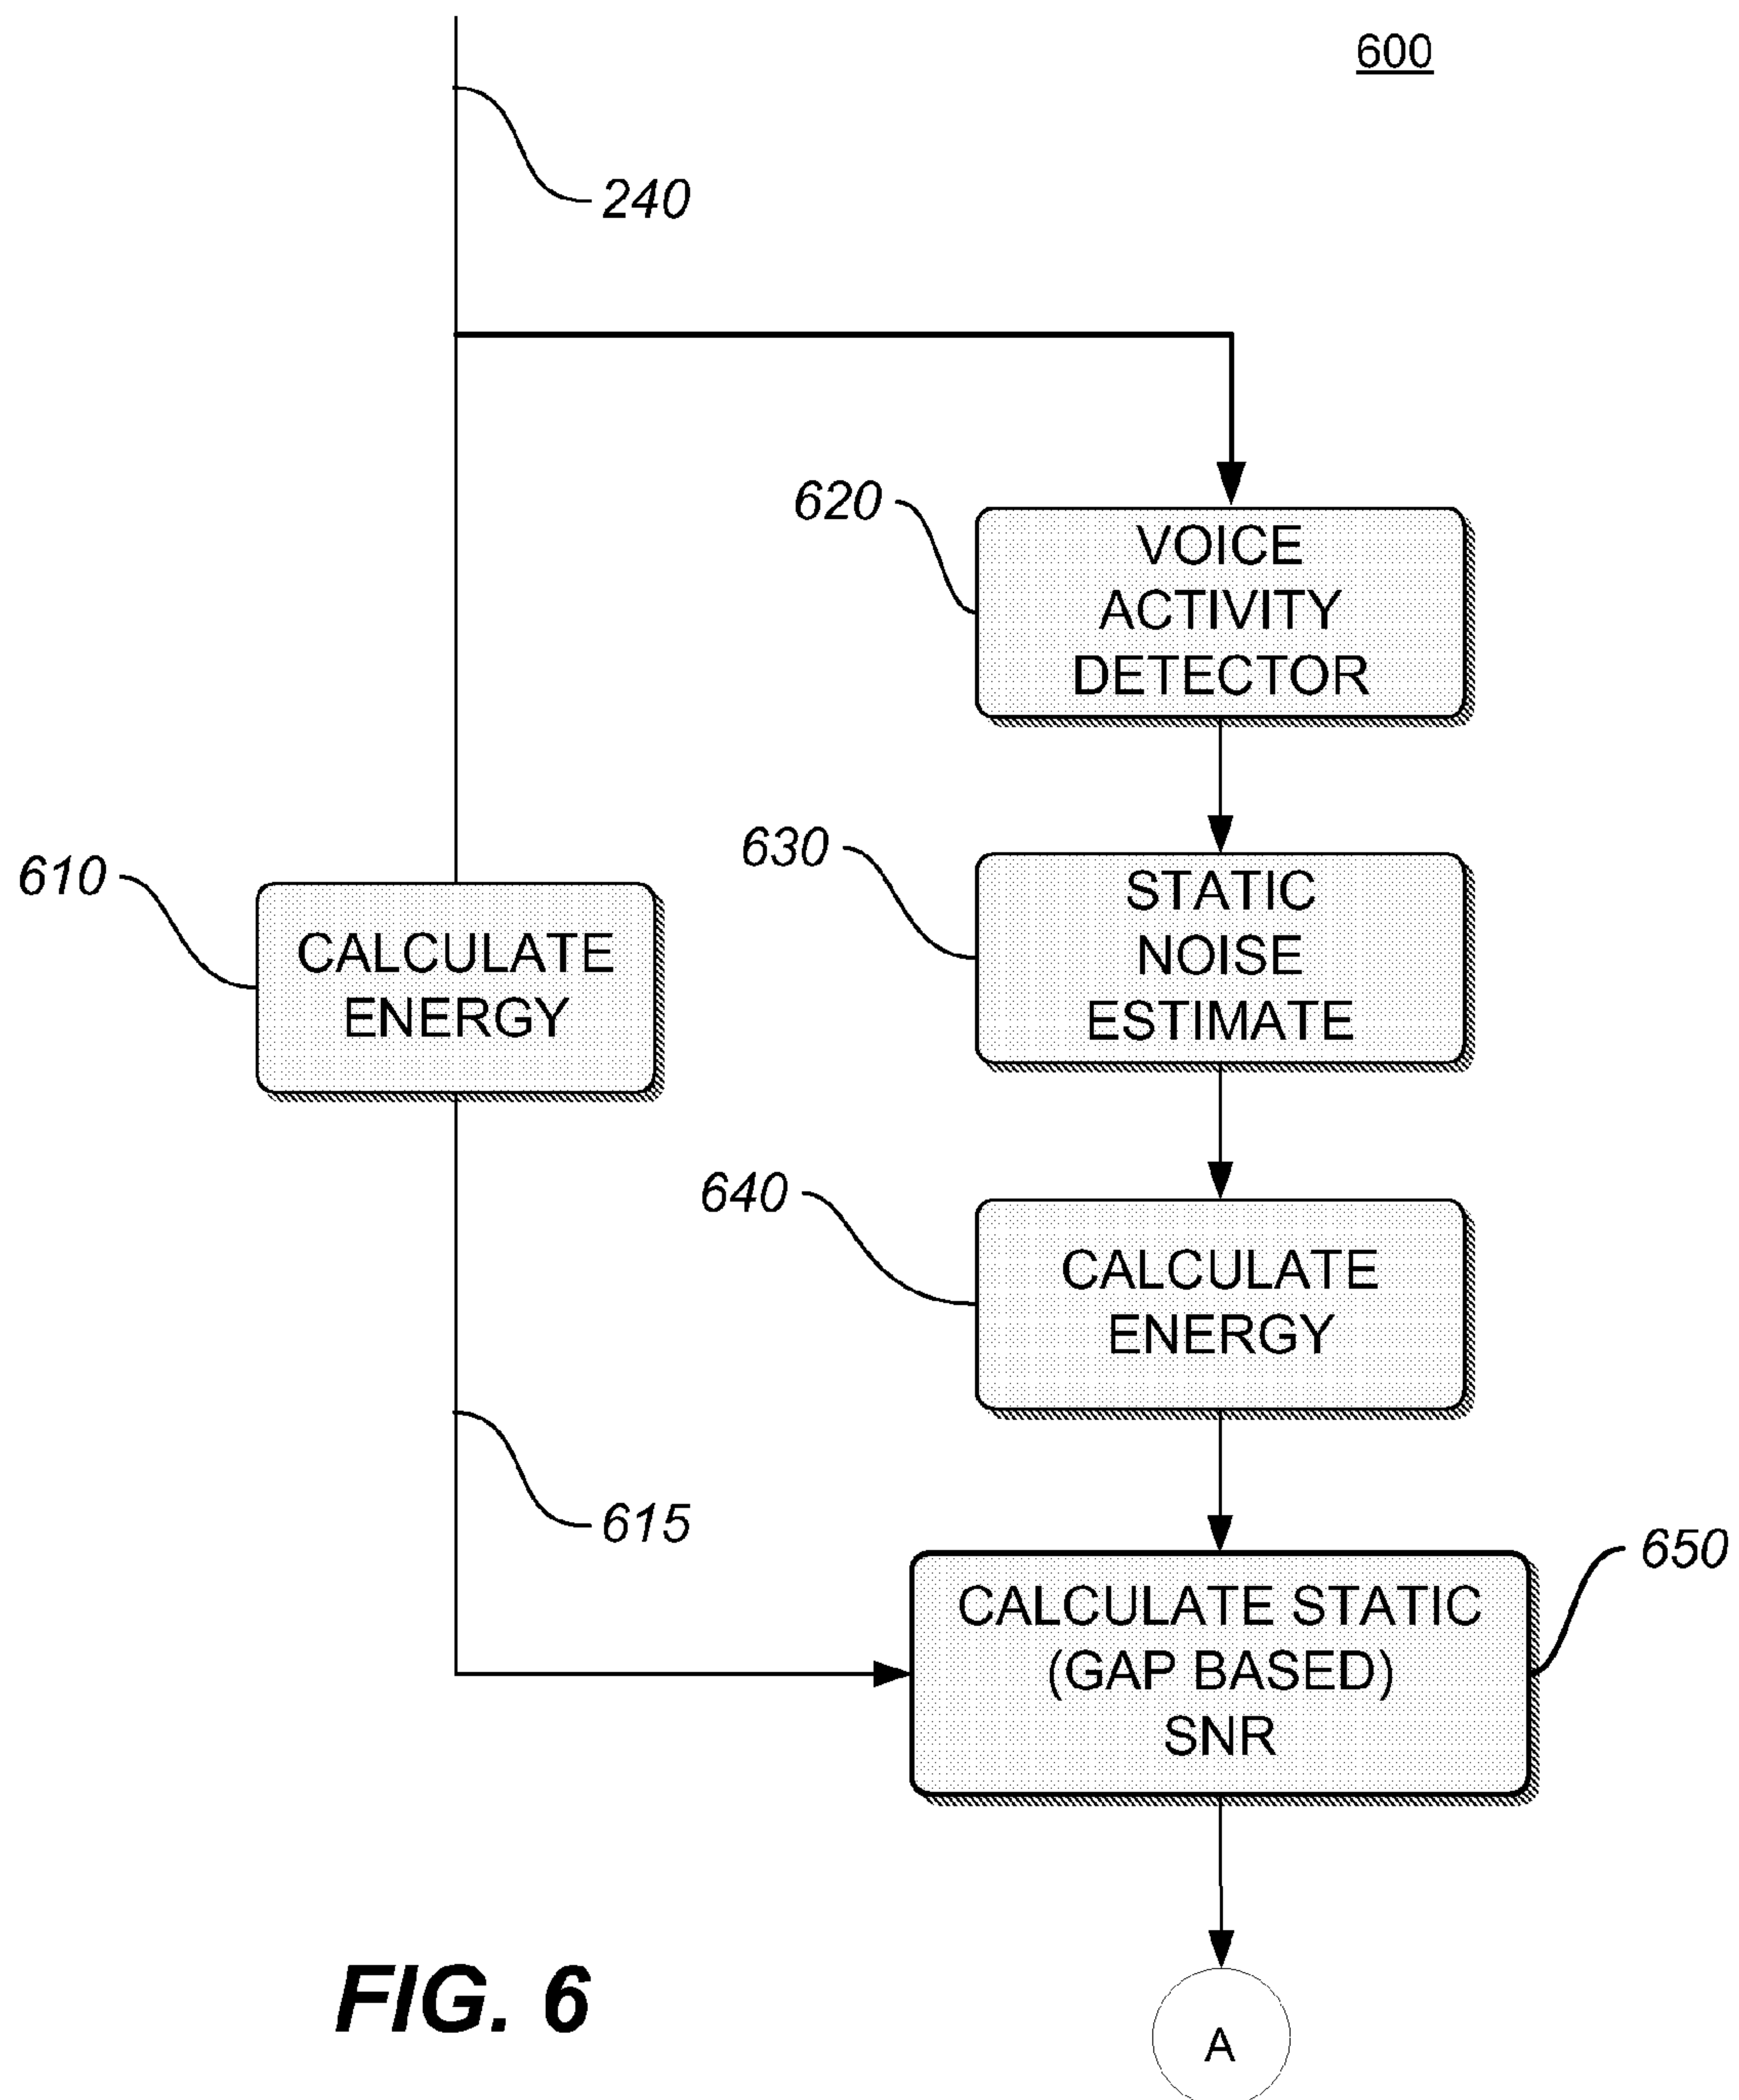 600
240
620
VOICE
ACTIVITY
DETECTOR
630
STATIC
NOISE
ESTIMATE
610
CALCULATE
ENERGY
640
CALCULATE
ENERGY
615
650
CALCULATE STATIC
(GAP BASED)
SNR
FIG. 6
A